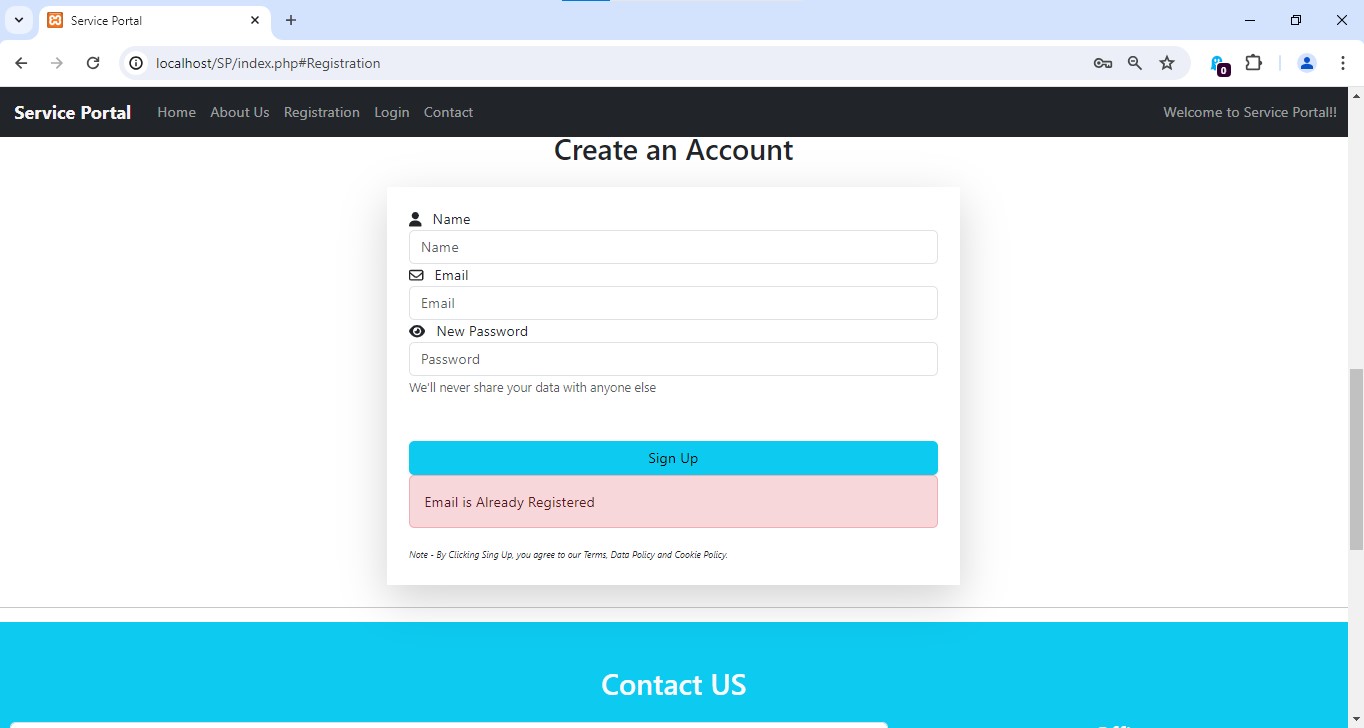 Service Portal
localhost/SP/index.php#Registration
0
Service Portal Home About Us Registration Login Contact Welcome to Service Portal!!
Create an Account
Name
Name
Email
Email
New Password
Password
We'll never share your data with anyone else
Sign Up
Email is Already Registered
Note - By Clicking Sing Up, you agree to our Terms, Data Policy and Cookie Policy.
Contact US